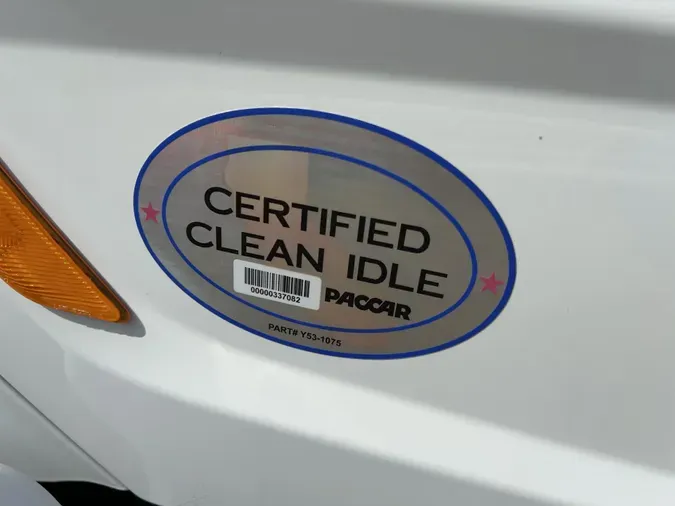 CERTIFIED
CLEAN IDLE
00000337082
PACCAR
PART# Y53-1075